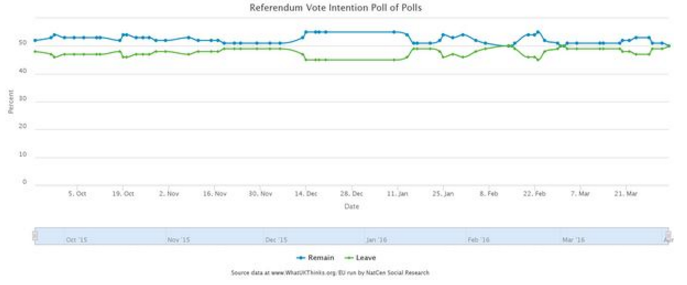 Referendum Vote Intention Poll of Polls
50
40
30
20
10
0
Percent
5. Oct 19. Oct 2. Nov 16. Nov 30. Nov 14. Dec 28. Dec 11. Jan 25. Jan 8. Feb 22. Feb 7. Mar 21. Mar
Date
Oct '15 Nov '15 Dec '15 Jan '16 Feb '16 Mar '16
Remain Leave
Source data at www.WhatUKThinks.org/EU run by NatCen Social Research